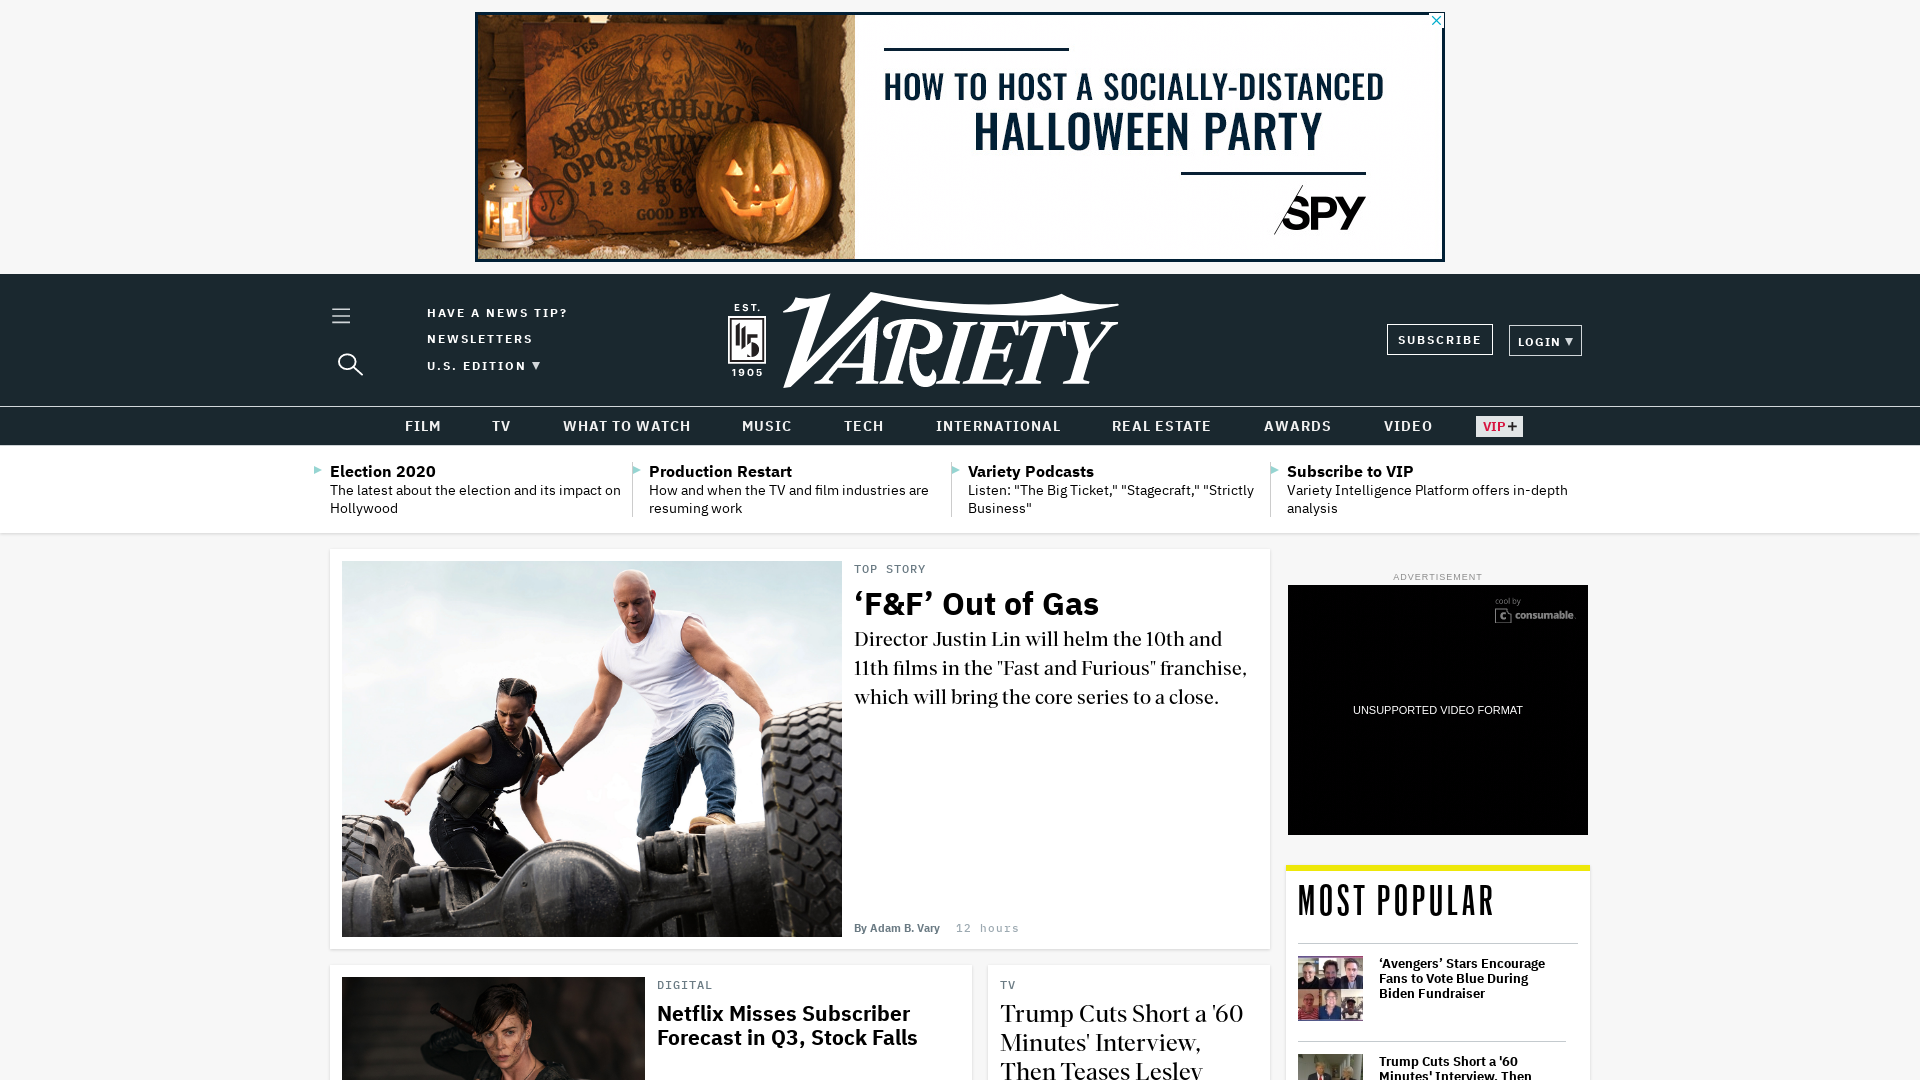 YES
NO
ABCDEFGHIJKL
OPQRSTUV
GOOD BYE
HOW TO HOST A SOCIALLY-DISTANCED
HALLOWEEN PARTY
SPY
HAVE A NEWS TIP?
NEWSLETTERS
U.S. EDITION ▼
EST.
115
1905
VARIETY
SUBSCRIBE
LOGIN ▼
FILM
TV
WHAT TO WATCH
MUSIC
TECH
INTERNATIONAL
REAL ESTATE
AWARDS
VIDEO
VIP+
Election 2020
The latest about the election and its impact on
Hollywood
Production Restart
How and when the TV and film industries are
resuming work
Variety Podcasts
Listen: "The Big Ticket," "Stagecraft," "Strictly
Business"
Subscribe to VIP
Variety Intelligence Platform offers in-depth
analysis
TOP STORY
‘F&F’ Out of Gas
Director Justin Lin will helm the 10th and
11th films in the "Fast and Furious" franchise,
which will bring the core series to a close.
By Adam B. Vary
12 hours
ADVERTISEMENT
cool by
consumable
UNSUPPORTED VIDEO FORMAT
MOST POPULAR
‘Avengers’ Stars Encourage
Fans to Vote Blue During
Biden Fundraiser
Trump Cuts Short a '60
Minutes' Interview, Then
DIGITAL
Netflix Misses Subscriber
Forecast in Q3, Stock Falls
TV
Trump Cuts Short a '60
Minutes' Interview,
Then Teases Lesley